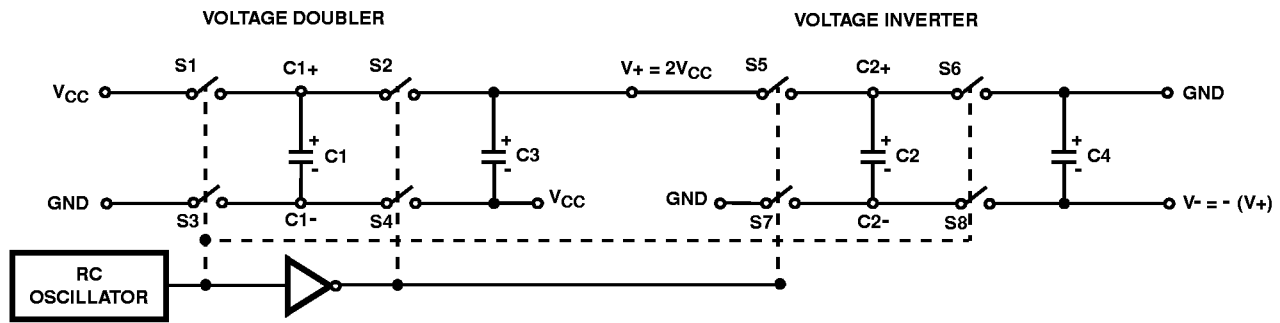 VOLTAGE DOUBLER
VOLTAGE INVERTER
S1
C1+
S2
V+ = 2VCC
S5
C2+
S6
VCC
GND
+
-
C1
+
-
C3
+
-
C2
+
-
C4
GND
S3
C1-
S4
VCC
GND
S7
C2-
S8
V- = - (V+)
RC
OSCILLATOR